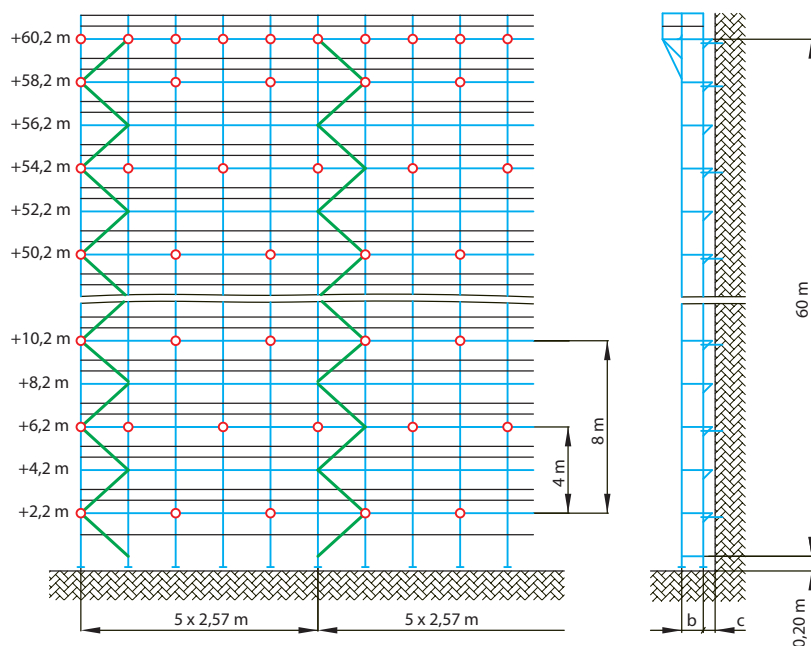 +60,2 m
+58,2 m
+56,2 m
+54,2 m
+52,2 m
+50,2 m
+10,2 m
+8,2 m
+6,2 m
+4,2 m
+2,2 m
4 m
8 m
60 m
5 x 2,57 m
5 x 2,57 m
b
c
0,20 m